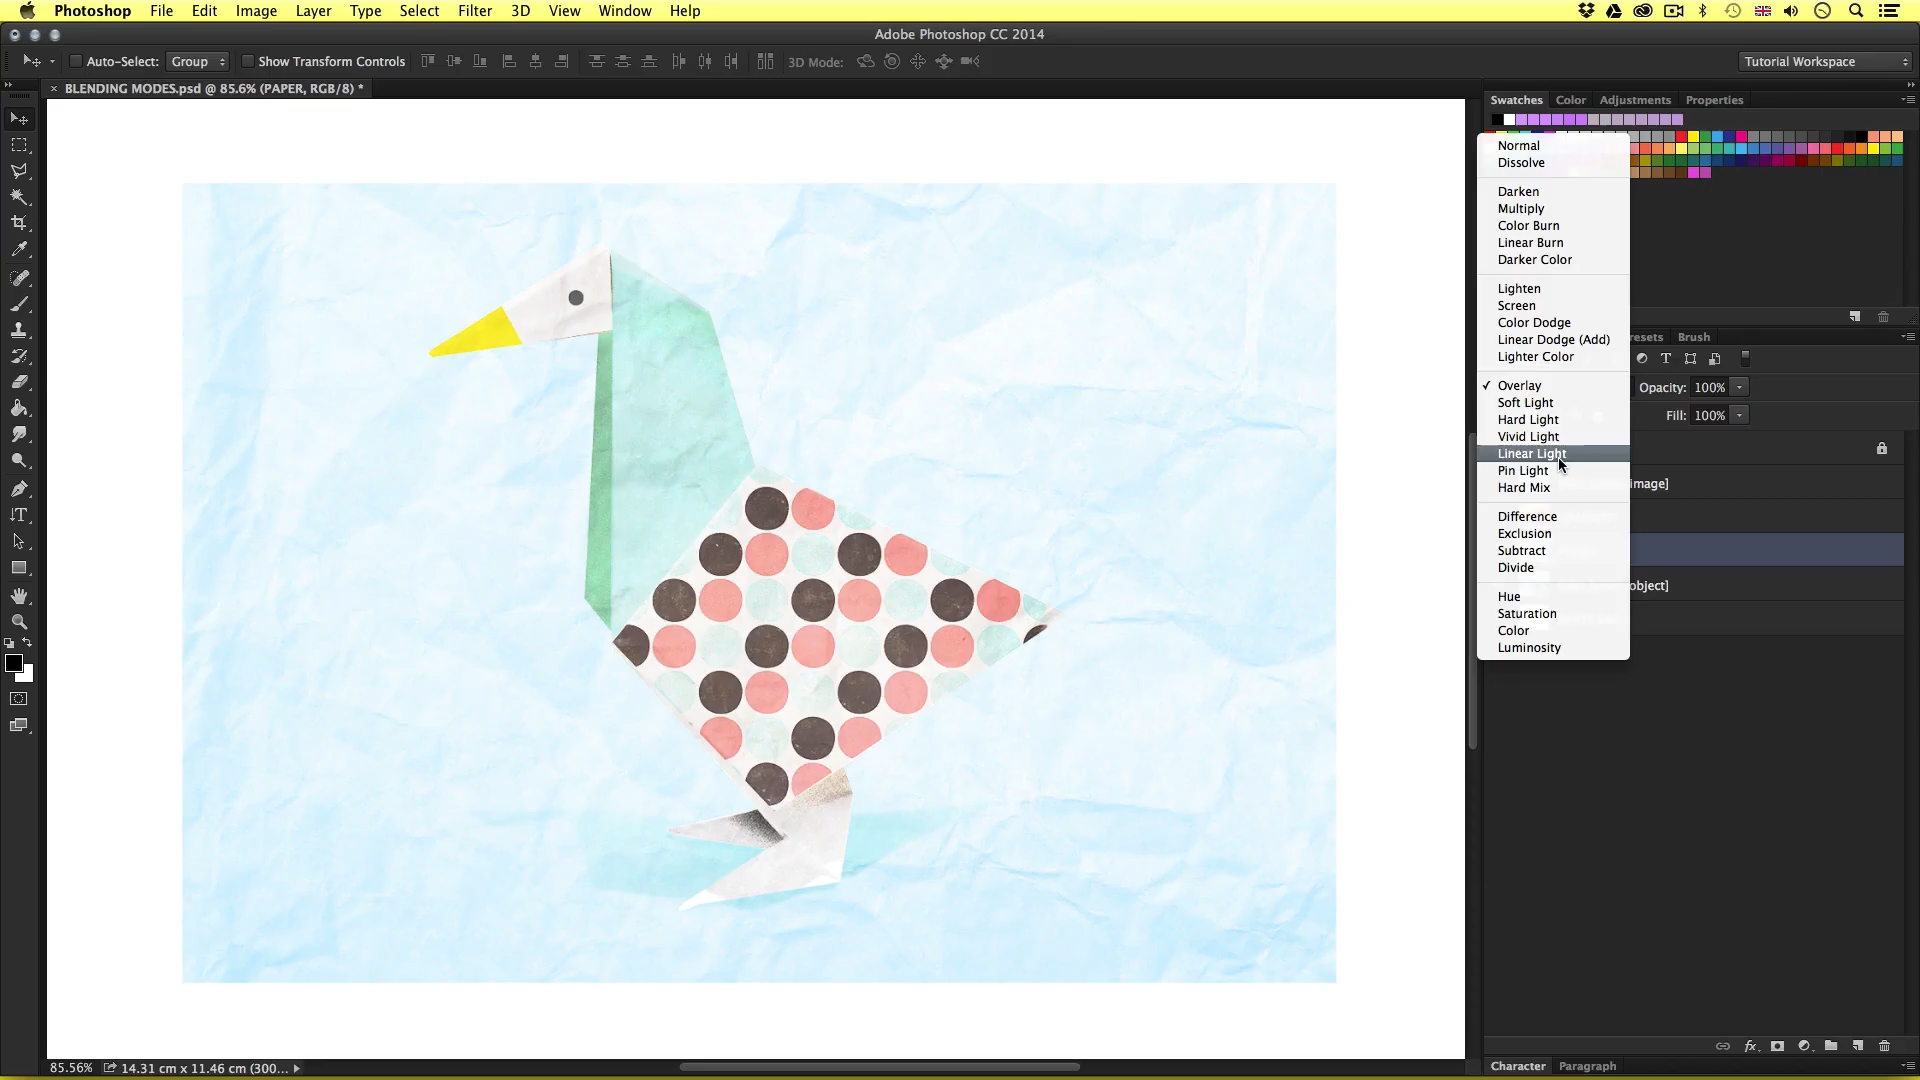 Photoshop File Edit Image Layer Type Select Filter 3D View Window Help
Adobe Photoshop CC 2014
Auto-Select: Group Show Transform Controls 3D Mode: Tutorial Workspace
× BLENDING MODES.psd @ 85.6% (PAPER, RGB/8) *
Swatches Color Adjustments Properties
Normal
Dissolve
Darken
Multiply
Color Burn
Linear Burn
Darker Color
Lighten
Screen
Color Dodge
Linear Dodge (Add)
Lighter Color
Overlay
Soft Light
Hard Light
Vivid Light
Linear Light
Pin Light
Hard Mix
Difference
Exclusion
Subtract
Divide
Hue
Saturation
Color
Luminosity
resets Brush
Opacity: 100%
Fill: 100%
image]
object]
85.56% 14.31 cm x 11.46 cm (300...
Character Paragraph